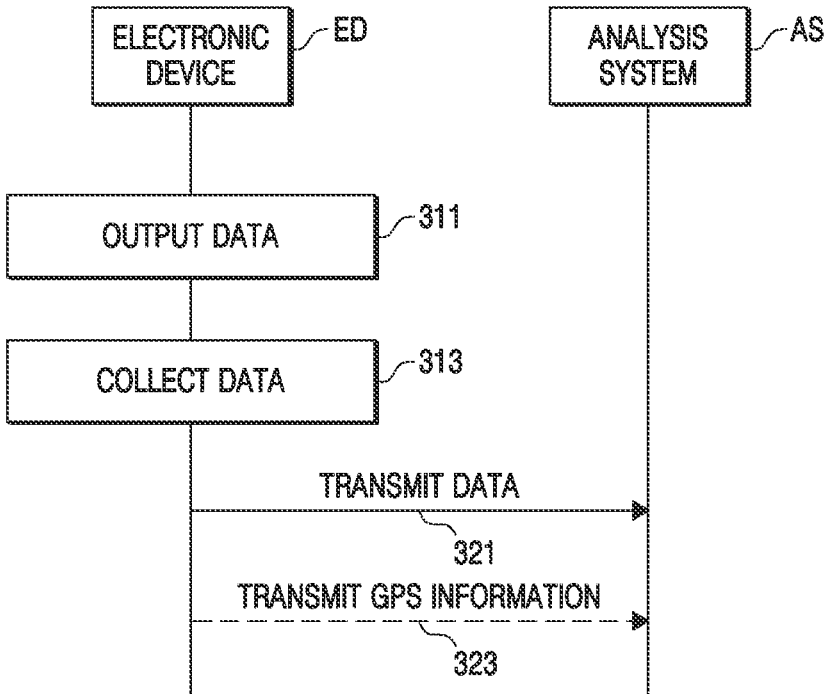 ELECTRONIC
DEVICE
ED
ANALYSIS
SYSTEM
AS
OUTPUT DATA
311
COLLECT DATA
313
TRANSMIT DATA
321
TRANSMIT GPS INFORMATION
323